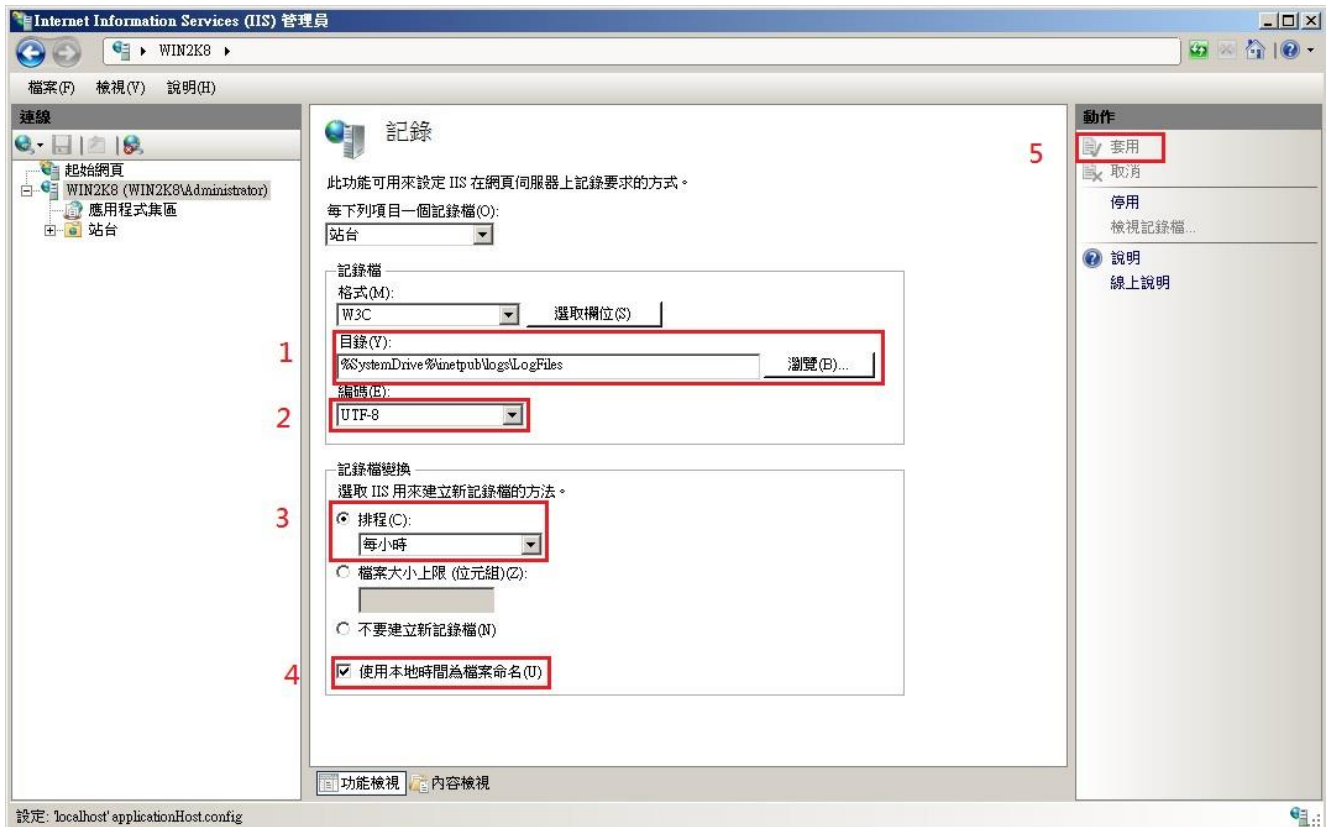 Internet Information Services (IIS) 管理員
WIN2K8
檔案(F) 檢視(V) 說明(H)
連線
起始網頁
WIN2K8 (WIN2K8\Administrator)
應用程式集區
站台
記錄
此功能可用來設定 IIS 在網頁伺服器上記錄要求的方式。
每下列項目一個記錄檔(O):
站台
記錄檔
格式(M):
W3C 選取欄位(S)
1
目錄(Y):
%SystemDrive%\inetpub\logs\LogFiles 瀏覽(B)...
編碼(E):
2 UTF-8
記錄檔變換
選取 IIS 用來建立新記錄檔的方法。
3 排程(C):
每小時
檔案大小上限 (位元組)(Z):
不要建立新記錄檔(N)
4 使用本地時間為檔案命名(U)
功能檢視 內容檢視
動作
5 套用
取消
停用
檢視記錄檔...
說明
線上說明
設定: 'localhost' applicationHost.config